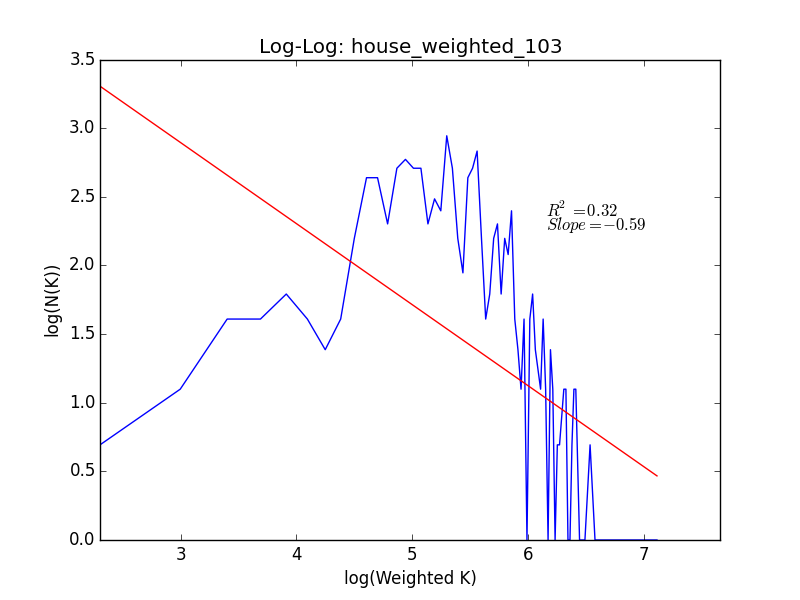 Log-Log: house_weighted_103
3.5
3.0
2.5
2.0
1.5
1.0
0.5
0.0
log(N(K))
R² =0.32
Slope=−0.59
3 4 5 6 7
log(Weighted K)